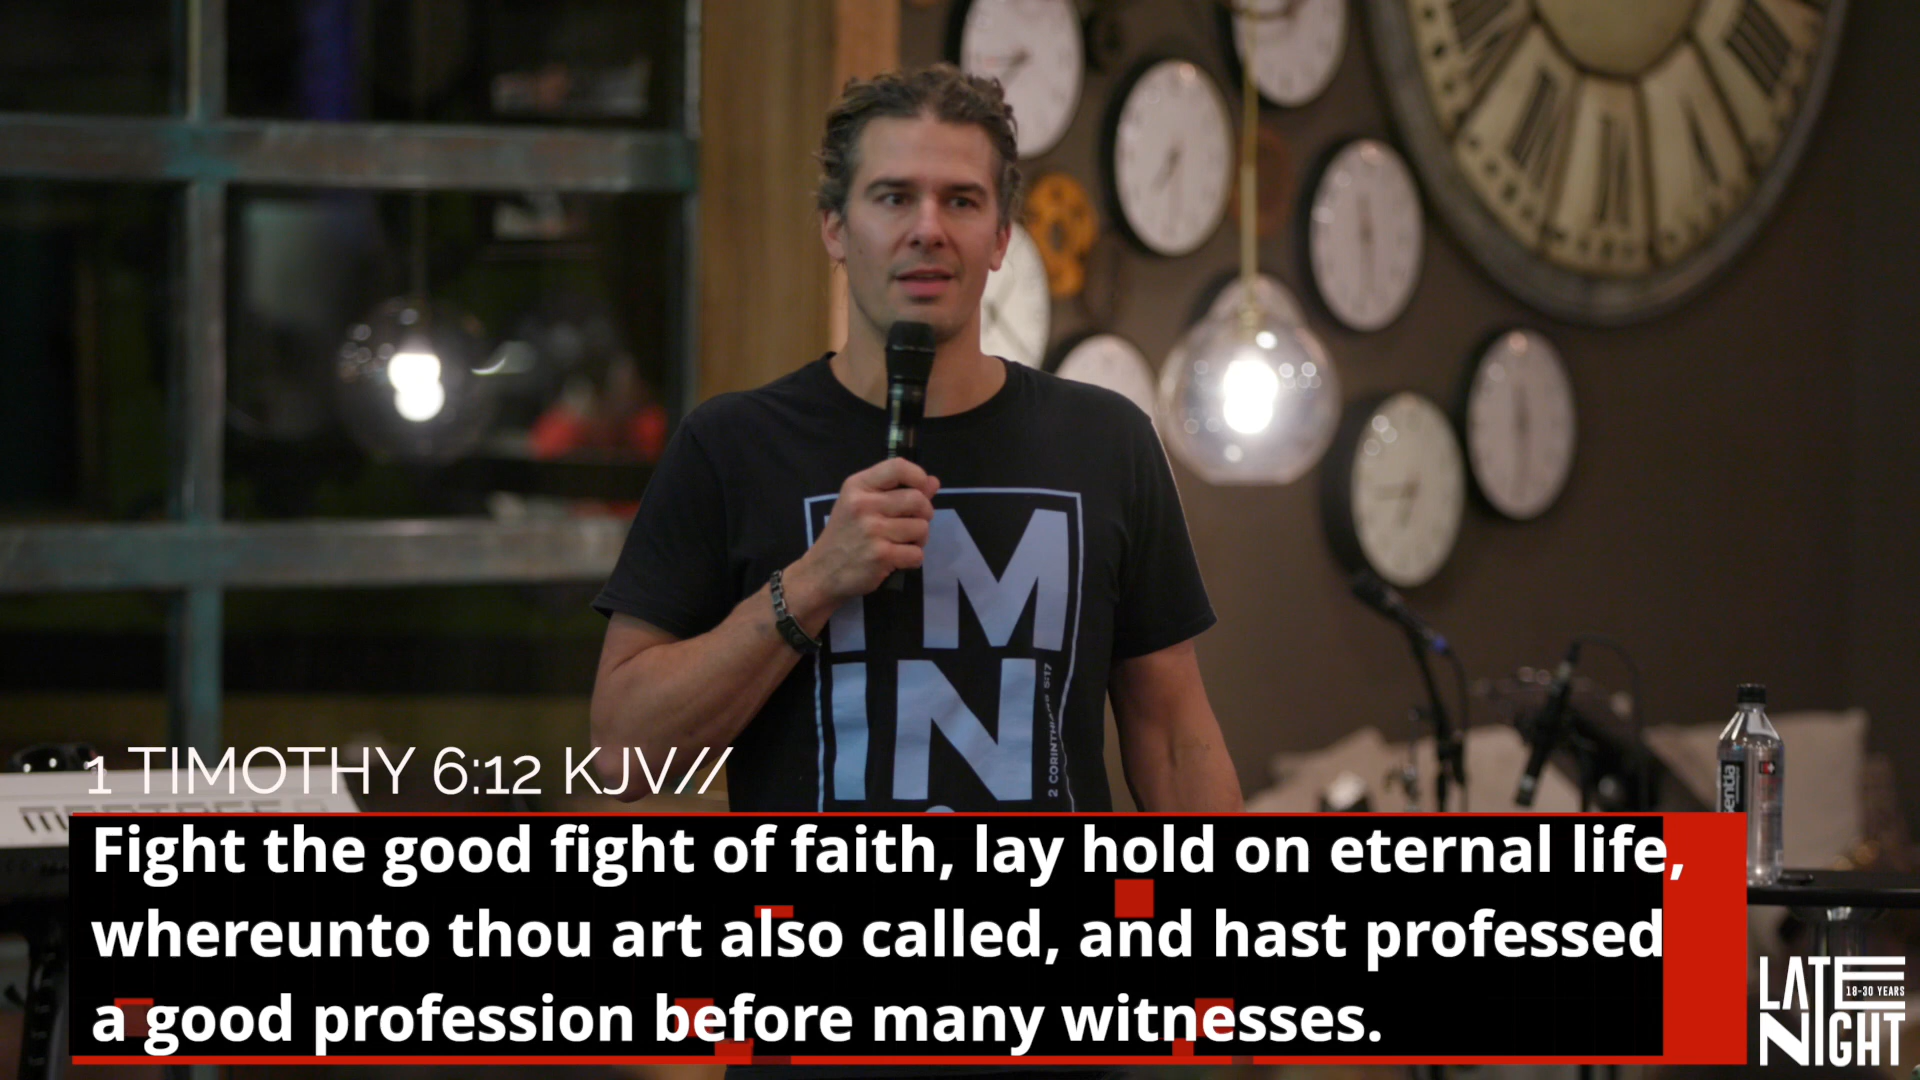 I'M
IN
2 CORINTHIANS 5:17
1 TIMOTHY 6:12 KJV//
Fight the good fight of faith, lay hold on eternal life,
whereunto thou art also called, and hast professed
a good profession before many witnesses.
LATE
18-30 YEARS
NIGHT